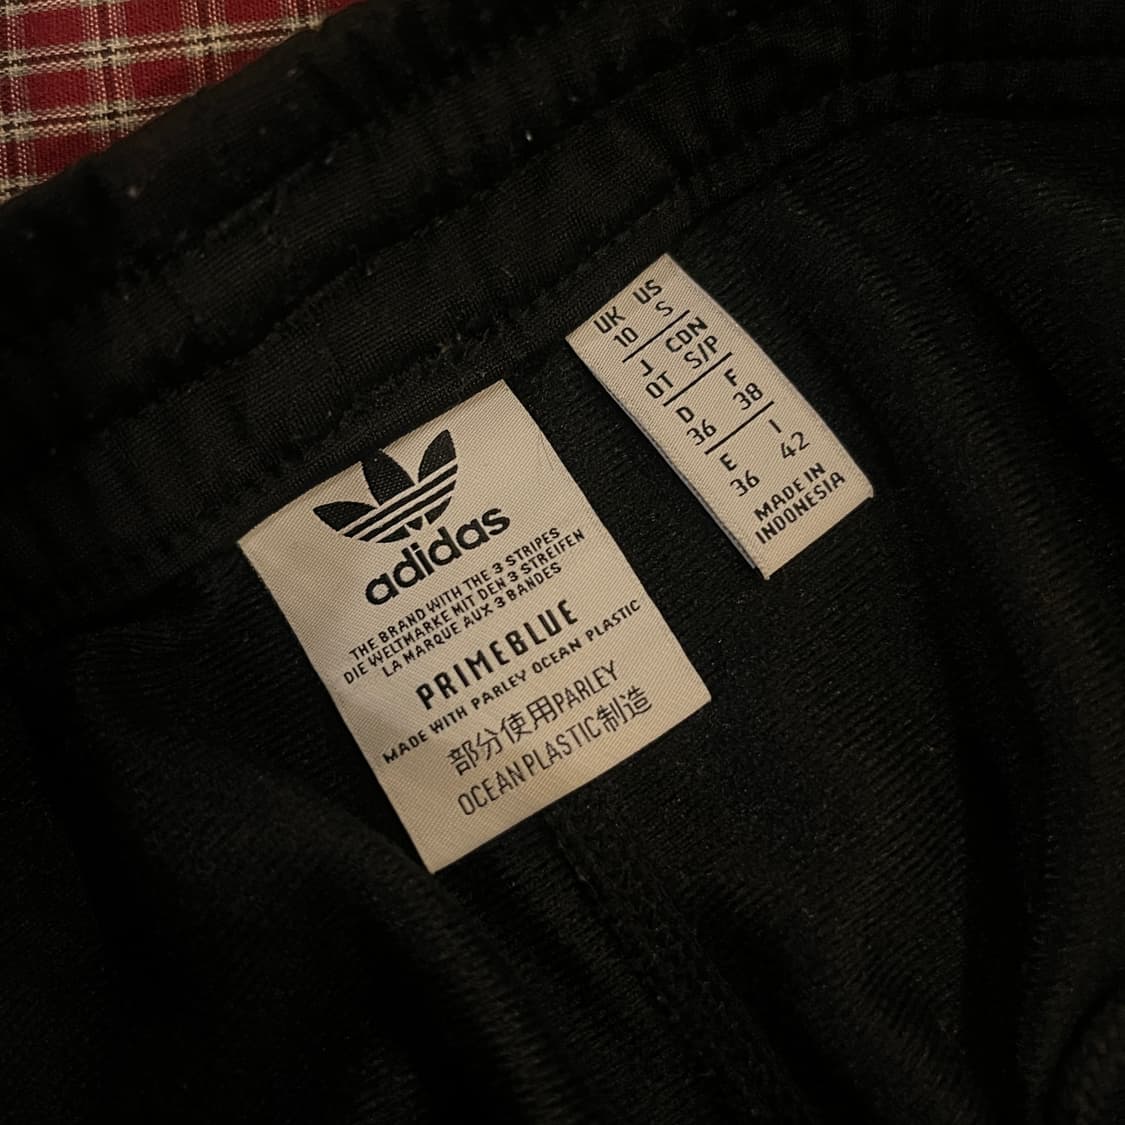 adidas
THE BRAND WITH THE 3 STRIPES
DIE WELTMARKE MIT DEN 3 STREIFEN
LA MARQUE AUX 3 BANDES
PRIMEBLUE
MADE WITH PARLEY OCEAN PLASTIC
部分使用PARLEY
OCEAN PLASTIC制造
UK US
10 S
J CDN
OT S/P
D F
36 38
E I
36 42
MADE IN
INDONESIA